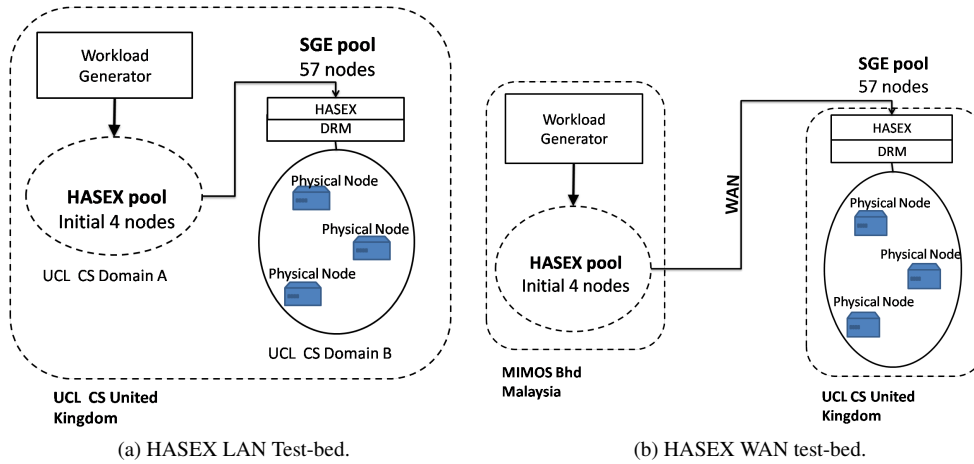 Workload
Generator
SGE pool
57 nodes
HASEX
DRM
HASEX pool
Initial 4 nodes
UCL CS Domain A
Physical Node
Physical Node
Physical Node
UCL CS Domain B
UCL CS United
Kingdom
(a) HASEX LAN Test-bed.
Workload
Generator
HASEX pool
Initial 4 nodes
MIMOS Bhd
Malaysia
WAN
SGE pool
57 nodes
HASEX
DRM
Physical Node
Physical Node
Physical Node
UCL CS United
Kingdom
(b) HASEX WAN test-bed.